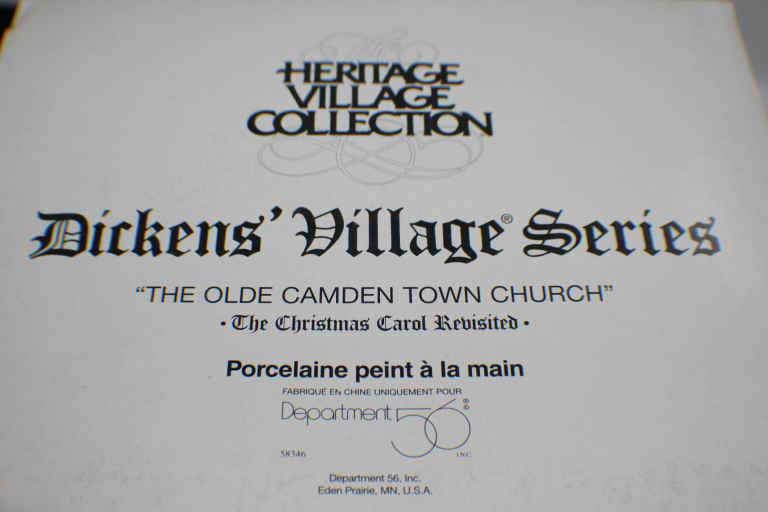 HERITAGE
VILLAGE
COLLECTION
Dickens' Village® Series
"THE OLDE CAMDEN TOWN CHURCH"
• The Christmas Carol Revisited •
Porcelaine peint à la main
FABRIQUÉ EN CHINE UNIQUEMENT POUR
Department 56 ®®
58346 INC.
Department 56, Inc.
Eden Prairie, MN, U.S.A.